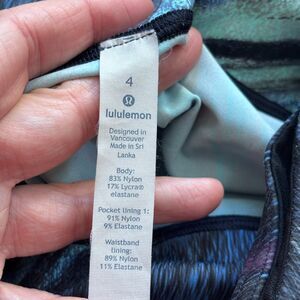 4
lululemon
Designed in
Vancouver
Made in Sri
Lanka
Body:
83% Nylon
17% Lycra®
elastane
Pocket lining 1:
91% Nylon
9% Elastane
Waistband
lining:
89% Nylon
11% Elastane